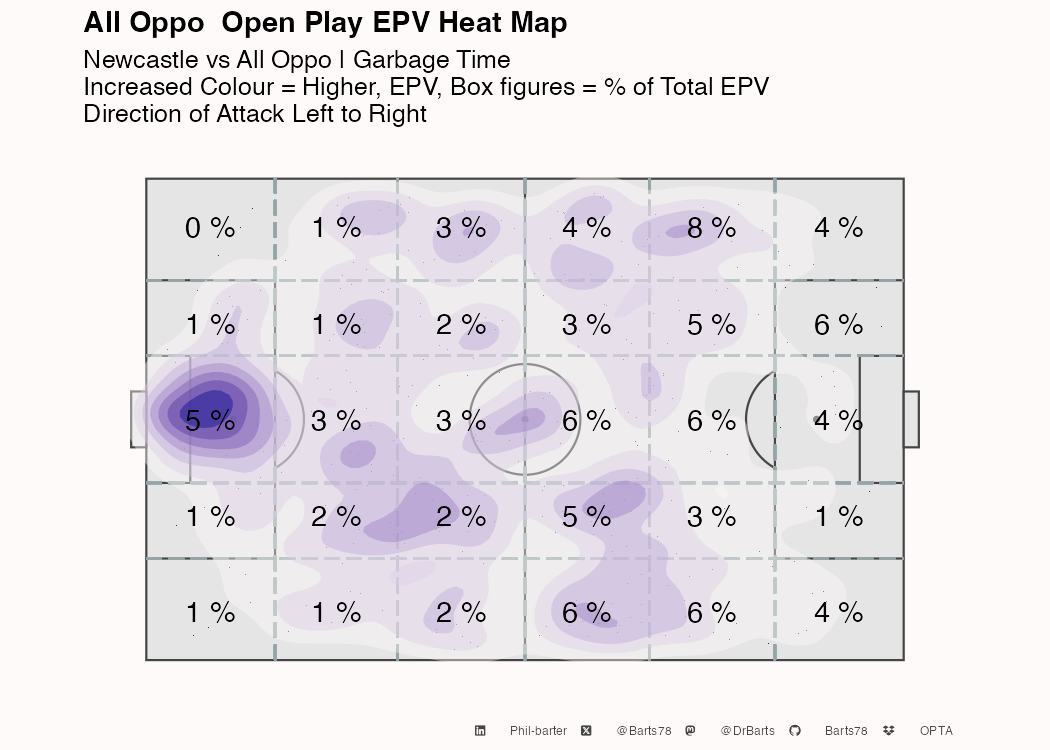 All Oppo  Open Play EPV Heat Map
Newcastle vs All Oppo | Garbage Time
Increased Colour = Higher, EPV, Box figures = % of Total EPV
Direction of Attack Left to Right
0 % 1 % 3 % 4 % 8 % 4 %
1 % 1 % 2 % 3 % 5 % 6 %
5 % 3 % 3 % 6 % 6 % 4 %
1 % 2 % 2 % 5 % 3 % 1 %
1 % 1 % 2 % 6 % 6 % 4 %
Phil-barter @Barts78 @DrBarts Barts78 OPTA